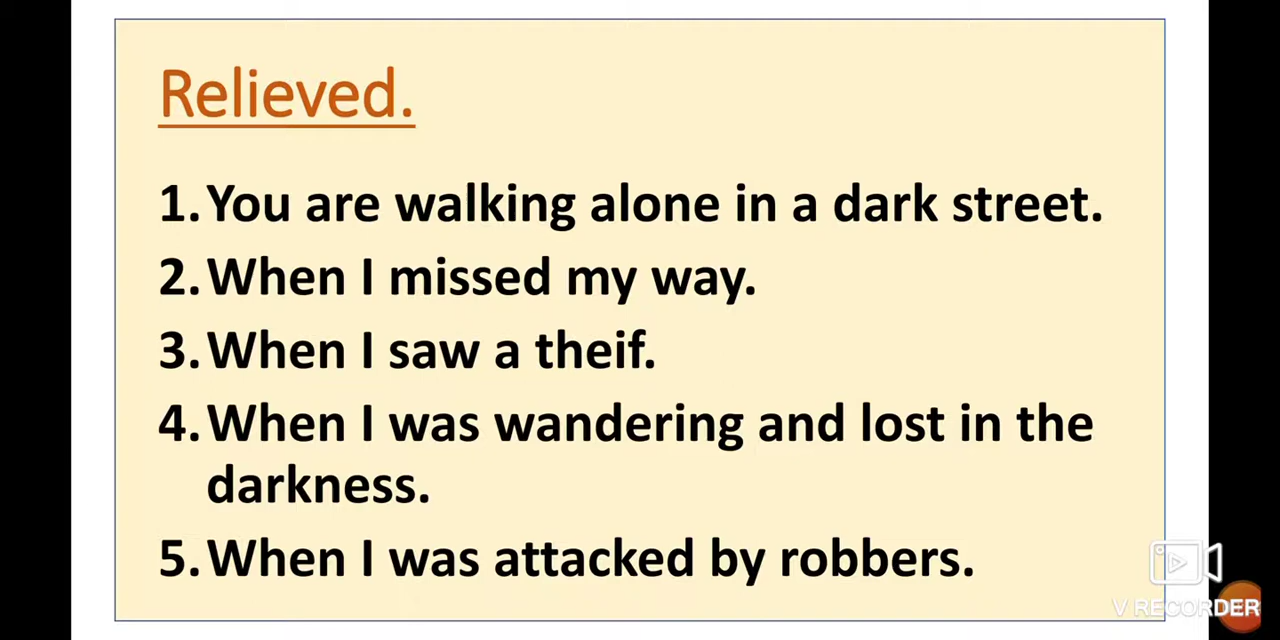 Relieved.
1. You are walking alone in a dark street.
2. When I missed my way.
3. When I saw a theif.
4. When I was wandering and lost in the
darkness.
5. When I was attacked by robbers.
V RECORDER